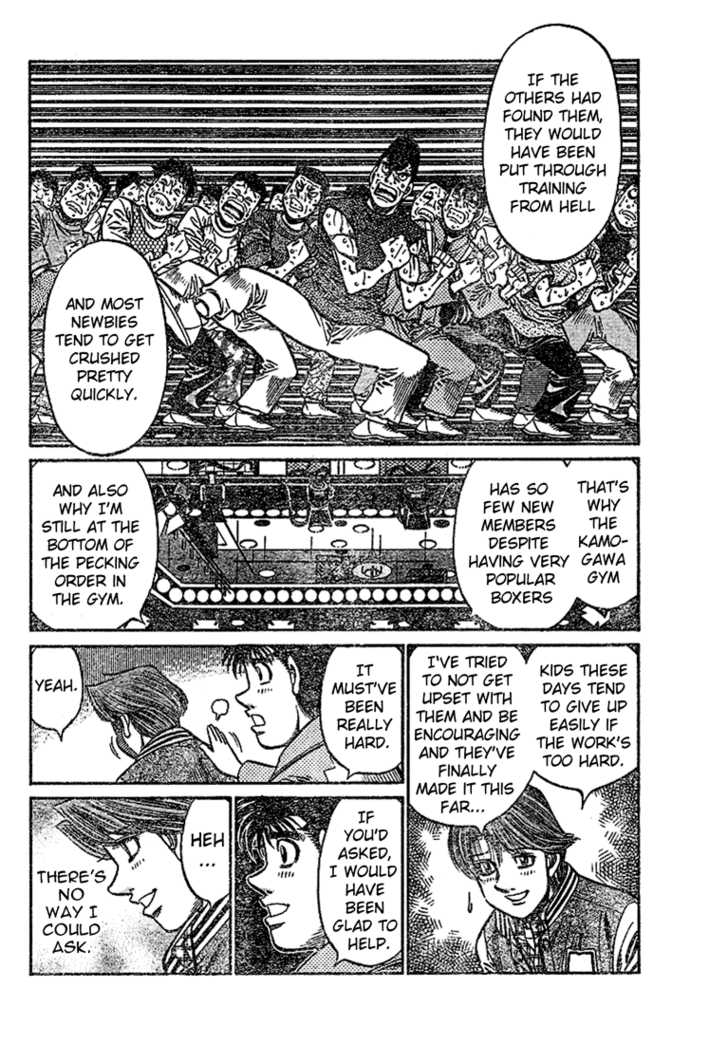 IF THE
OTHERS HAD
FOUND THEM,
THEY WOULD
HAVE BEEN
PUT THROUGH
TRAINING
FROM HELL
AND MOST
NEWBIES
TEND TO GET
CRUSHED
PRETTY
QUICKLY.
THAT'S
WHY
THE
KAMO-
GAWA
GYM
HAS SO
FEW NEW
MEMBERS
DESPITE
HAVING VERY
POPULAR
BOXERS
AND ALSO
WHY I'M
STILL AT THE
BOTTOM OF
THE PECKING
ORDER IN
THE GYM.
KIDS THESE
DAYS TEND
TO GIVE UP
EASILY IF
THE WORK'S
TOO HARD.
I'VE TRIED
TO NOT GET
UPSET WITH
THEM AND BE
ENCOURAGING
AND THEY'VE
FINALLY
MADE IT THIS
FAR...
IT
MUST'VE
BEEN
REALLY
HARD.
YEAH.
IF
YOU'D
ASKED,
I WOULD
HAVE
BEEN
GLAD TO
HELP.
HEH
...
THERE'S
NO
WAY I
COULD
ASK.